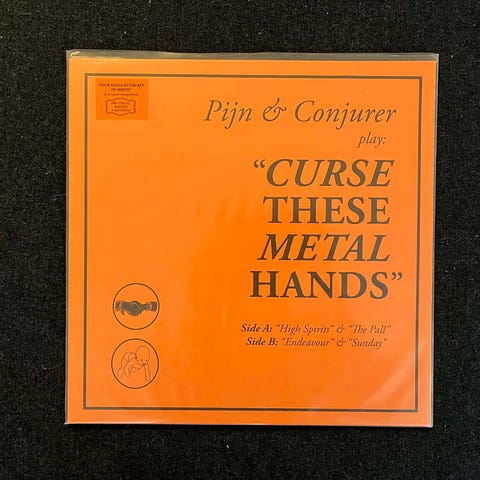 "FOUR SONGS IN THE KEY
OF MIRTH"
Pijn & Conjurer
play:
"CURSE
THESE
METAL
HANDS"
Side A: "High Spirits" & "The Pall"
Side B: "Endeavour" & "Sunday"